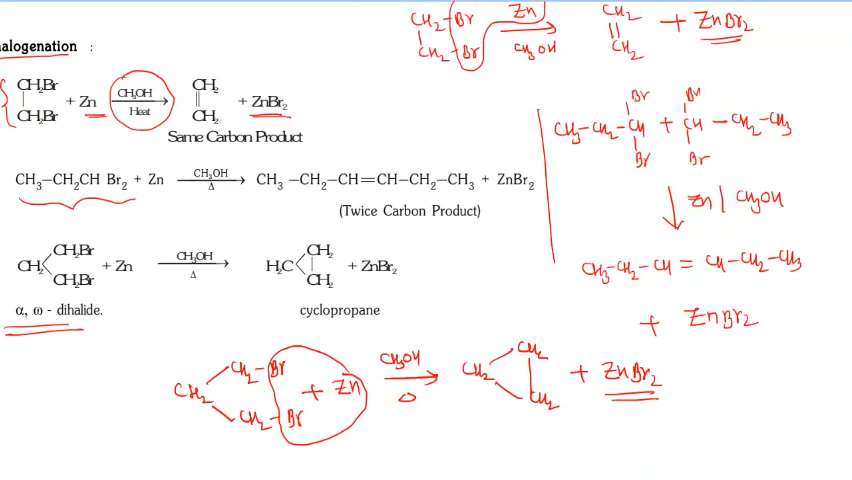 CH₂-Br Zn CH₂
CH₂-Br CH₃OH || + ZnBr₂
CH₂
alogenation :
CH₂Br CH₂
| + Zn CH₃OH Heat ⟶ || + ZnBr₂
CH₂Br CH₂
Same Carbon Product
CH₃–CH₂CH Br₂ + Zn CH₃OH Δ ⟶ CH₃ –CH₂–CH=CH–CH₂–CH₃ + ZnBr₂
(Twice Carbon Product)
CH₂Br CH₂
CH₂ + Zn CH₃OH Δ ⟶ H₂C | + ZnBr₂
CH₂Br CH₂
α, ω - dihalide. cyclopropane
Br Br
CH₃-CH₂-CH + CH-CH₂-CH₃
Br Br
↓ Zn | CH₃OH
CH₃-CH₂-CH = CH-CH₂-CH₃
+ ZnBr₂
CH₂-Br CH₂
CH₂ + Zn CH₃OH Δ ⟶ CH₂ | + ZnBr₂
CH₂-Br CH₂